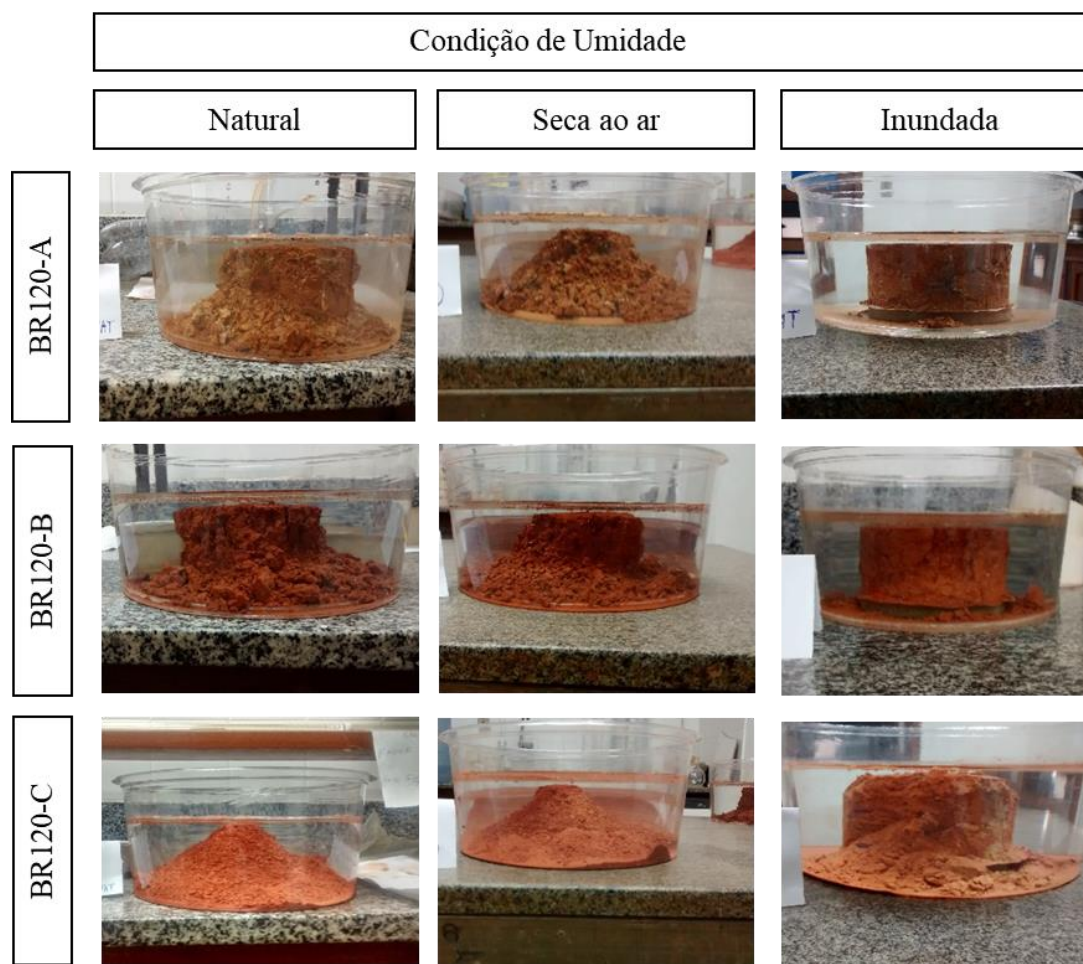 Condição de Umidade
Natural
Seca ao ar
Inundada
BR120-A
BR120-B
BR120-C